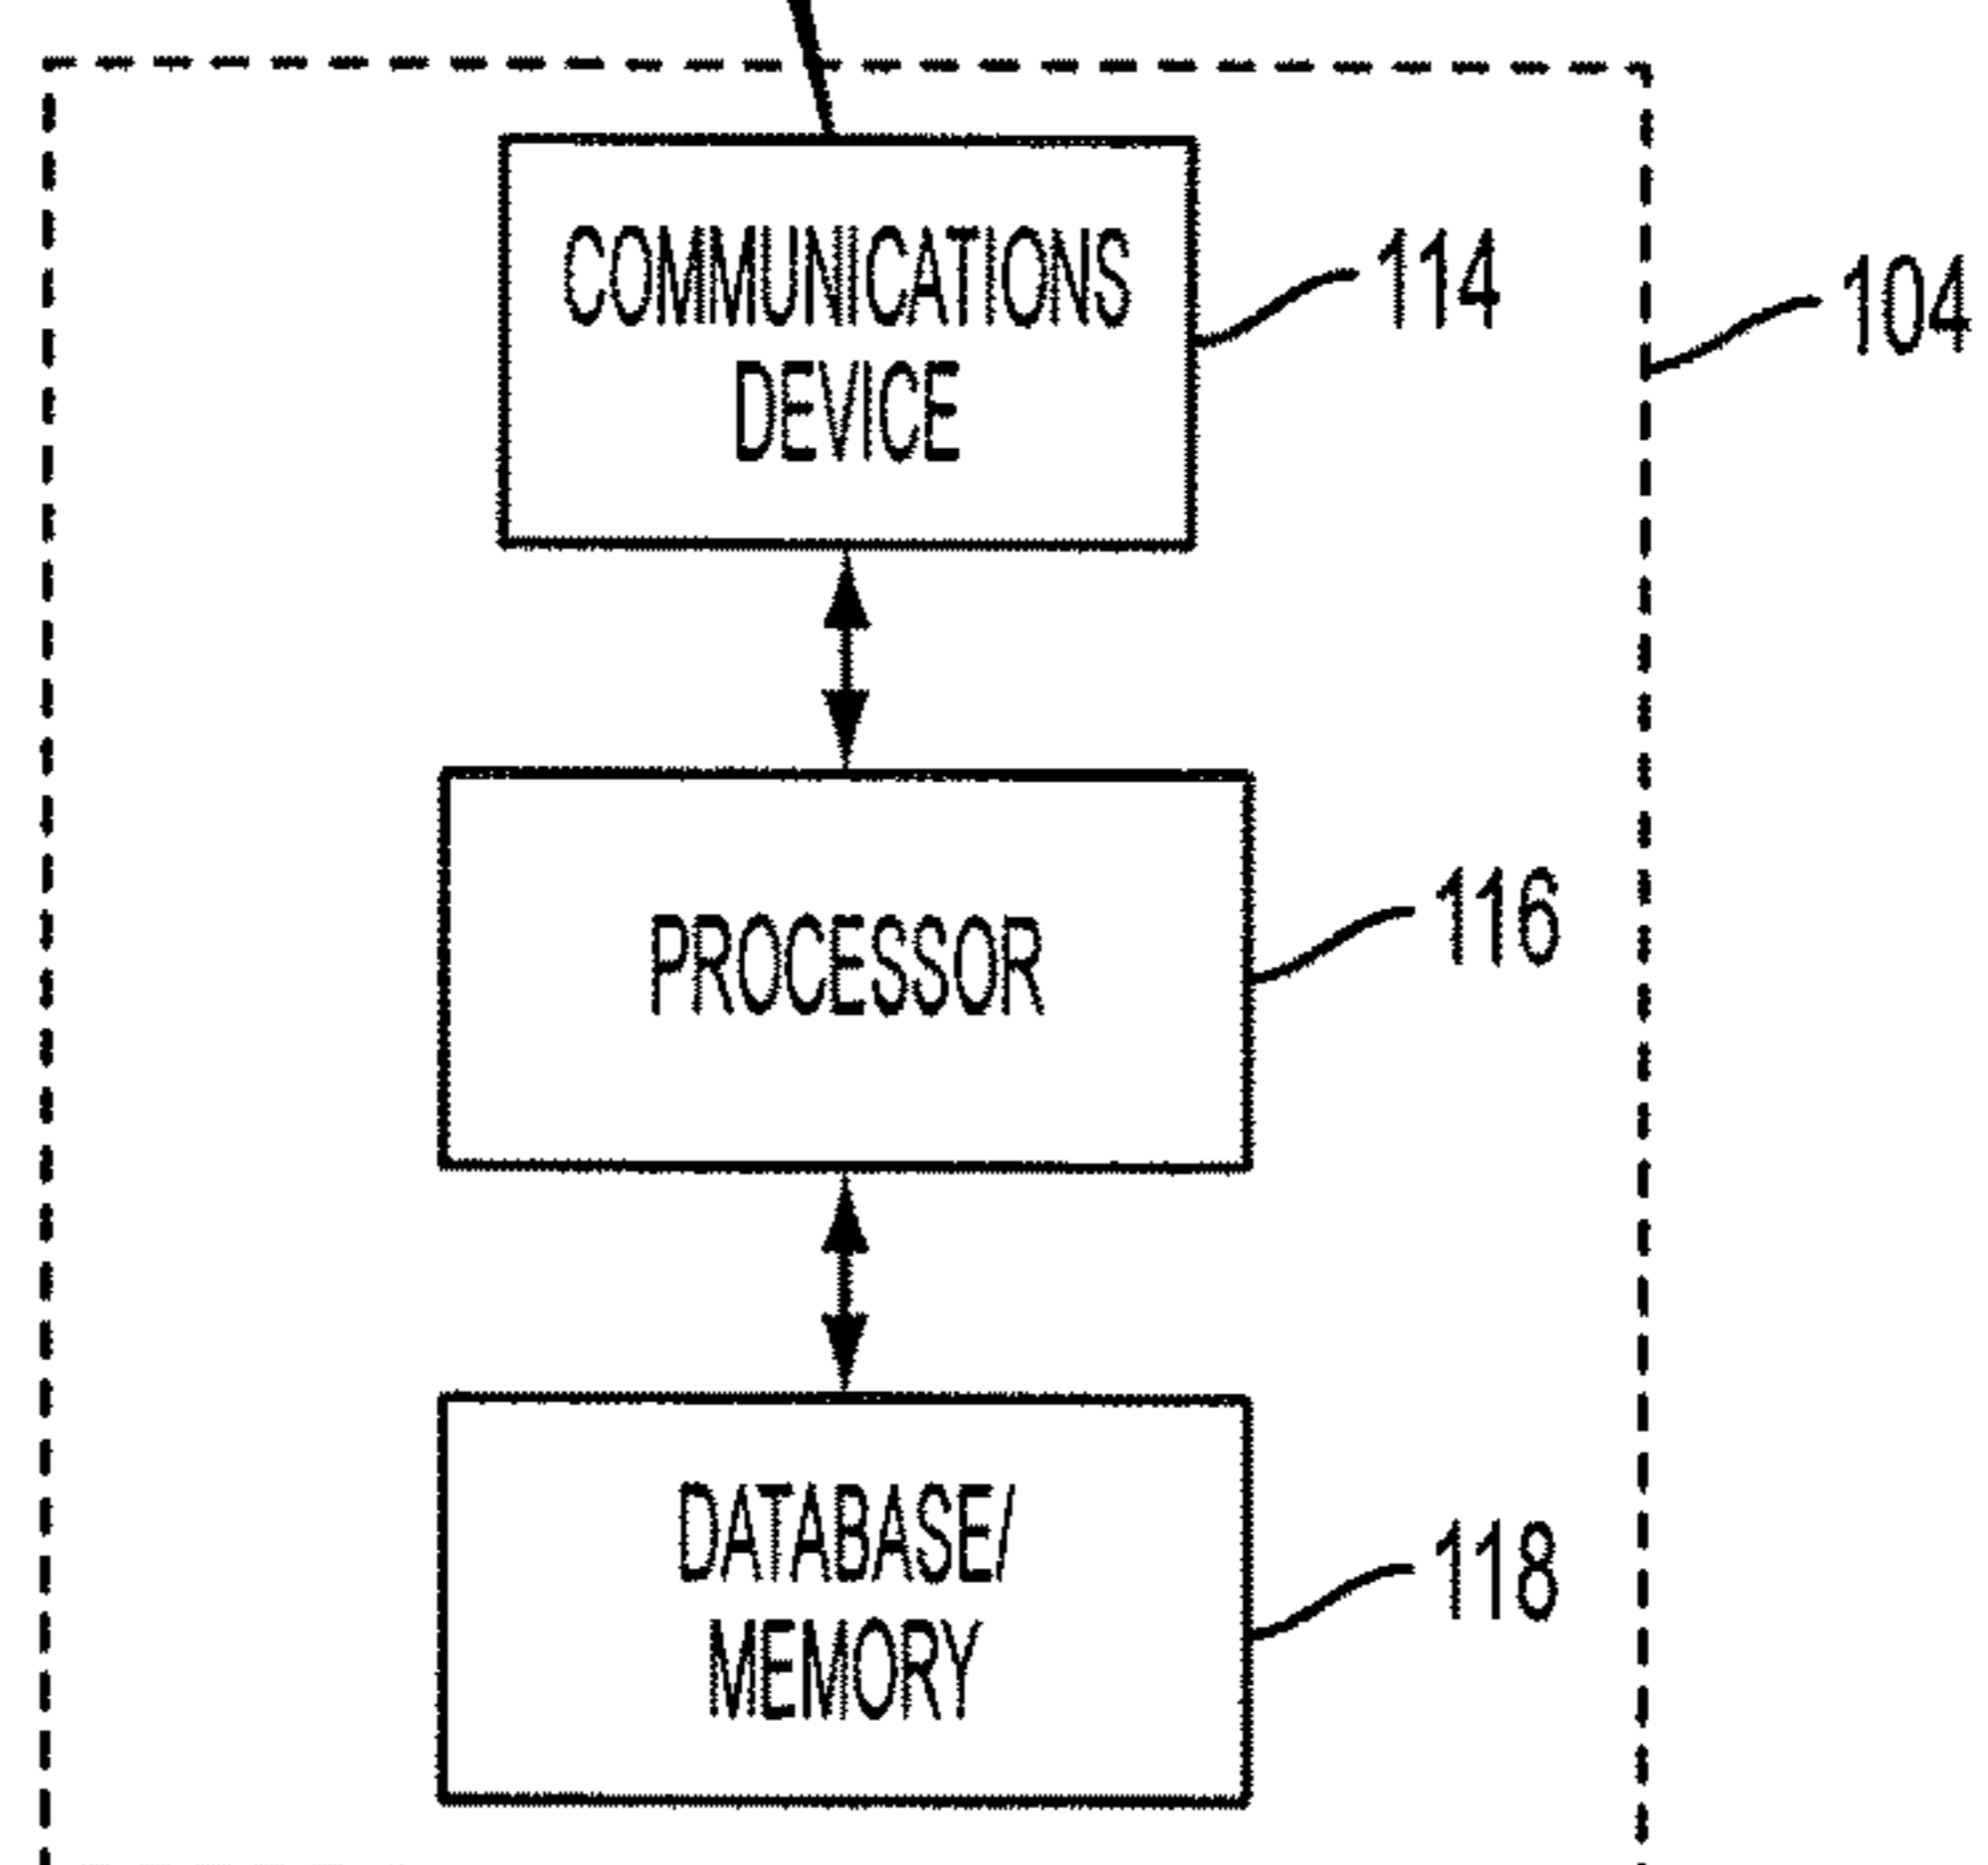 COMMUNICATIONS
DEVICE
114
104
PROCESSOR
116
DATABASE/
MEMORY
118